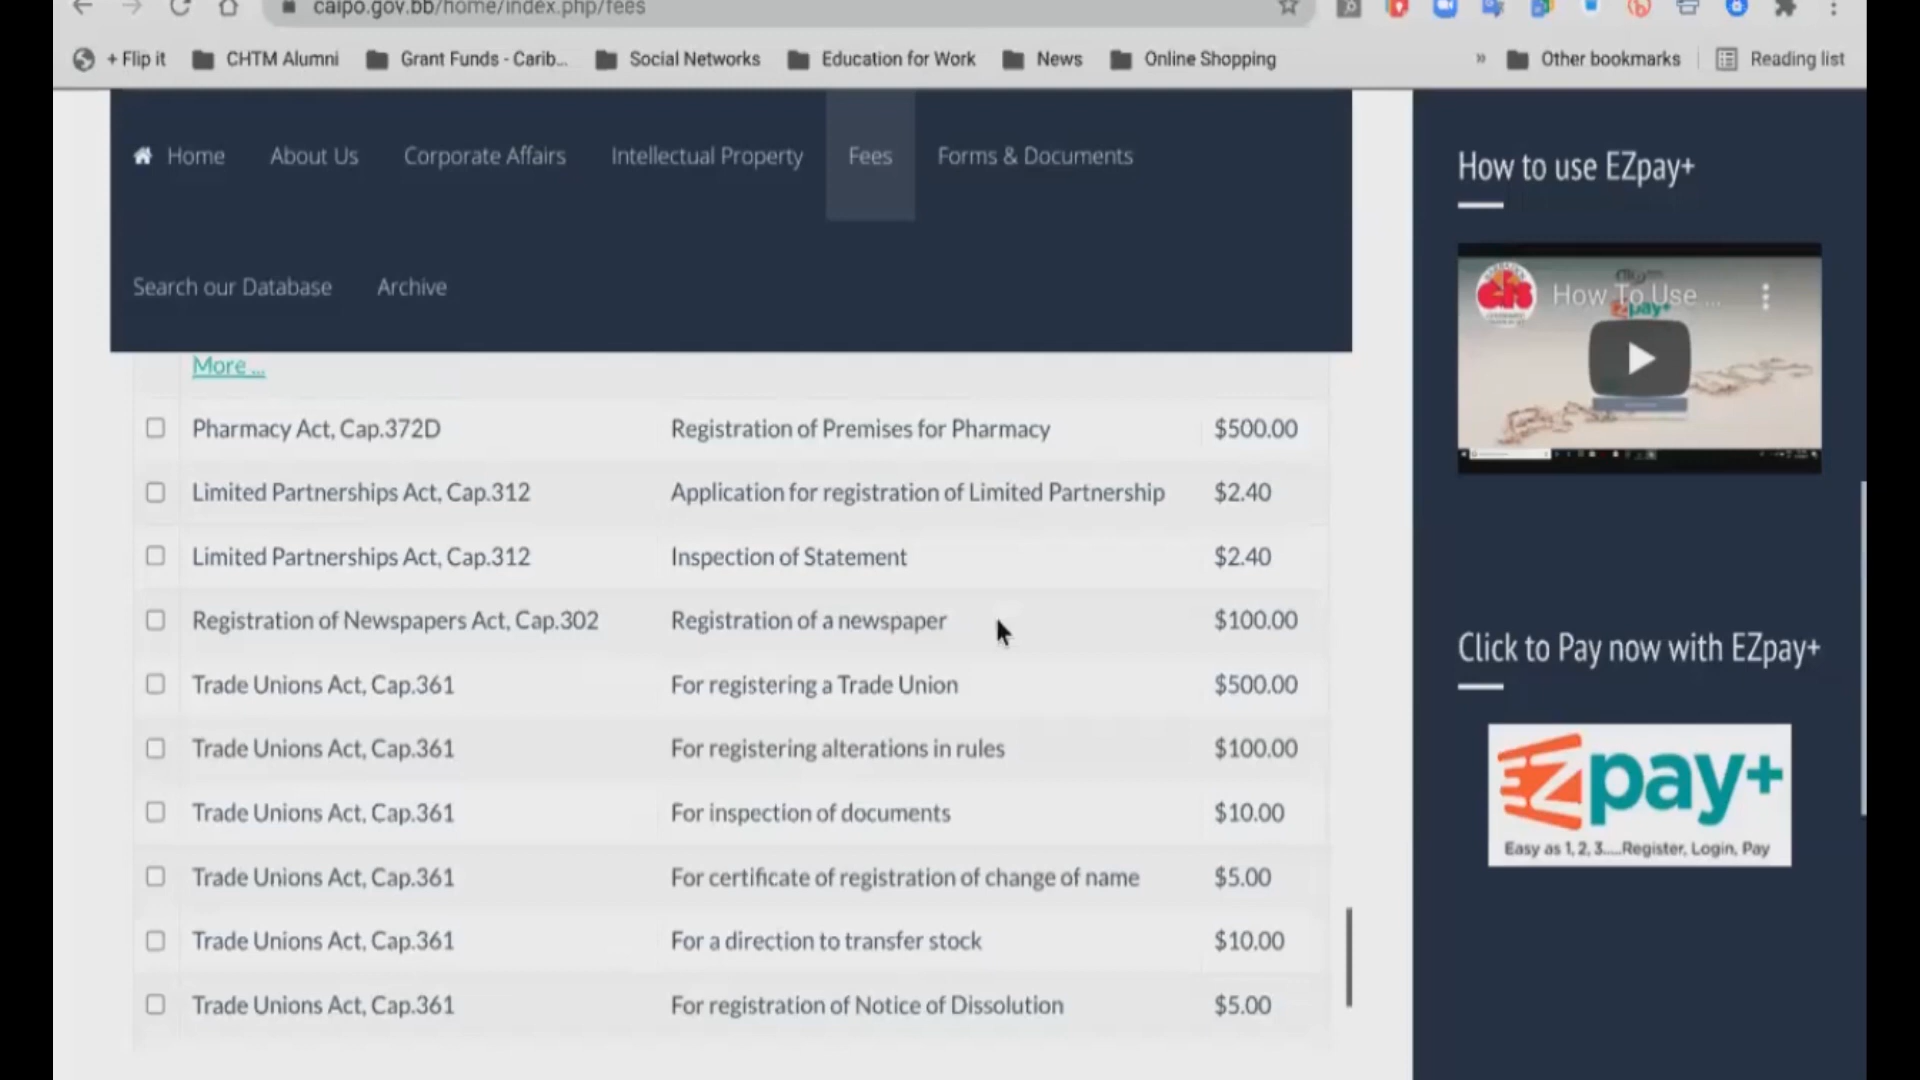 caipo.gov.bb/home/index.php/fees
+ Flip it CHTM Alumni Grant Funds - Carib... Social Networks Education for Work News Online Shopping » Other bookmarks Reading list
Home About Us Corporate Affairs Intellectual Property Fees Forms & Documents
Search our Database Archive
More ...
Pharmacy Act, Cap.372D Registration of Premises for Pharmacy $500.00
Limited Partnerships Act, Cap.312 Application for registration of Limited Partnership $2.40
Limited Partnerships Act, Cap.312 Inspection of Statement $2.40
Registration of Newspapers Act, Cap.302 Registration of a newspaper $100.00
Trade Unions Act, Cap.361 For registering a Trade Union $500.00
Trade Unions Act, Cap.361 For registering alterations in rules $100.00
Trade Unions Act, Cap.361 For inspection of documents $10.00
Trade Unions Act, Cap.361 For certificate of registration of change of name $5.00
Trade Unions Act, Cap.361 For a direction to transfer stock $10.00
Trade Unions Act, Cap.361 For registration of Notice of Dissolution $5.00
How to use EZpay+
How To Use ...
pay+
Click to Pay now with EZpay+
EZpay+
Easy as 1, 2, 3.....Register, Login, Pay